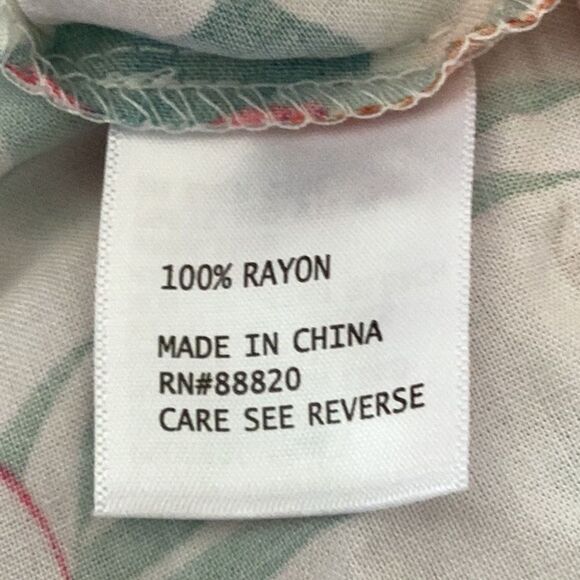 100% RAYON
MADE IN CHINA
RN#88820
CARE SEE REVERSE